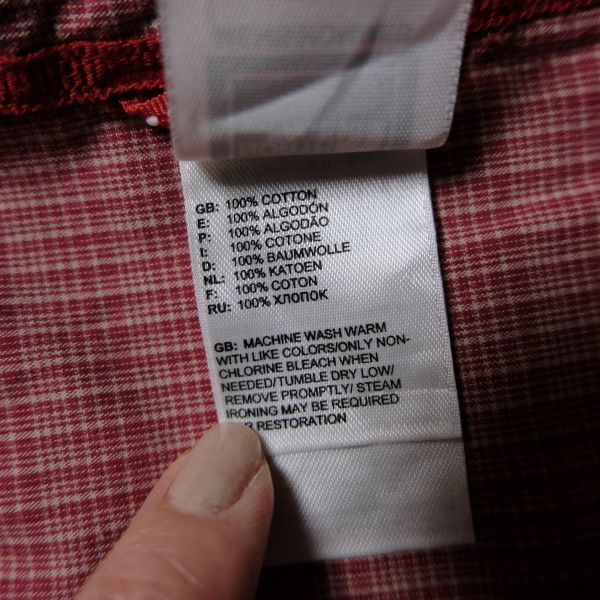 GB: 100% COTTON
E: 100% ALGODÓN
P: 100% ALGODÃO
I: 100% COTONE
D: 100% BAUMWOLLE
NL: 100% KATOEN
F: 100% COTON
RU: 100% ХЛОПОК
GB: MACHINE WASH WARM
WITH LIKE COLORS/ONLY NON-
CHLORINE BLEACH WHEN
NEEDED/TUMBLE DRY LOW/
REMOVE PROMPTLY/ STEAM
IRONING MAY BE REQUIRED
RESTORATION